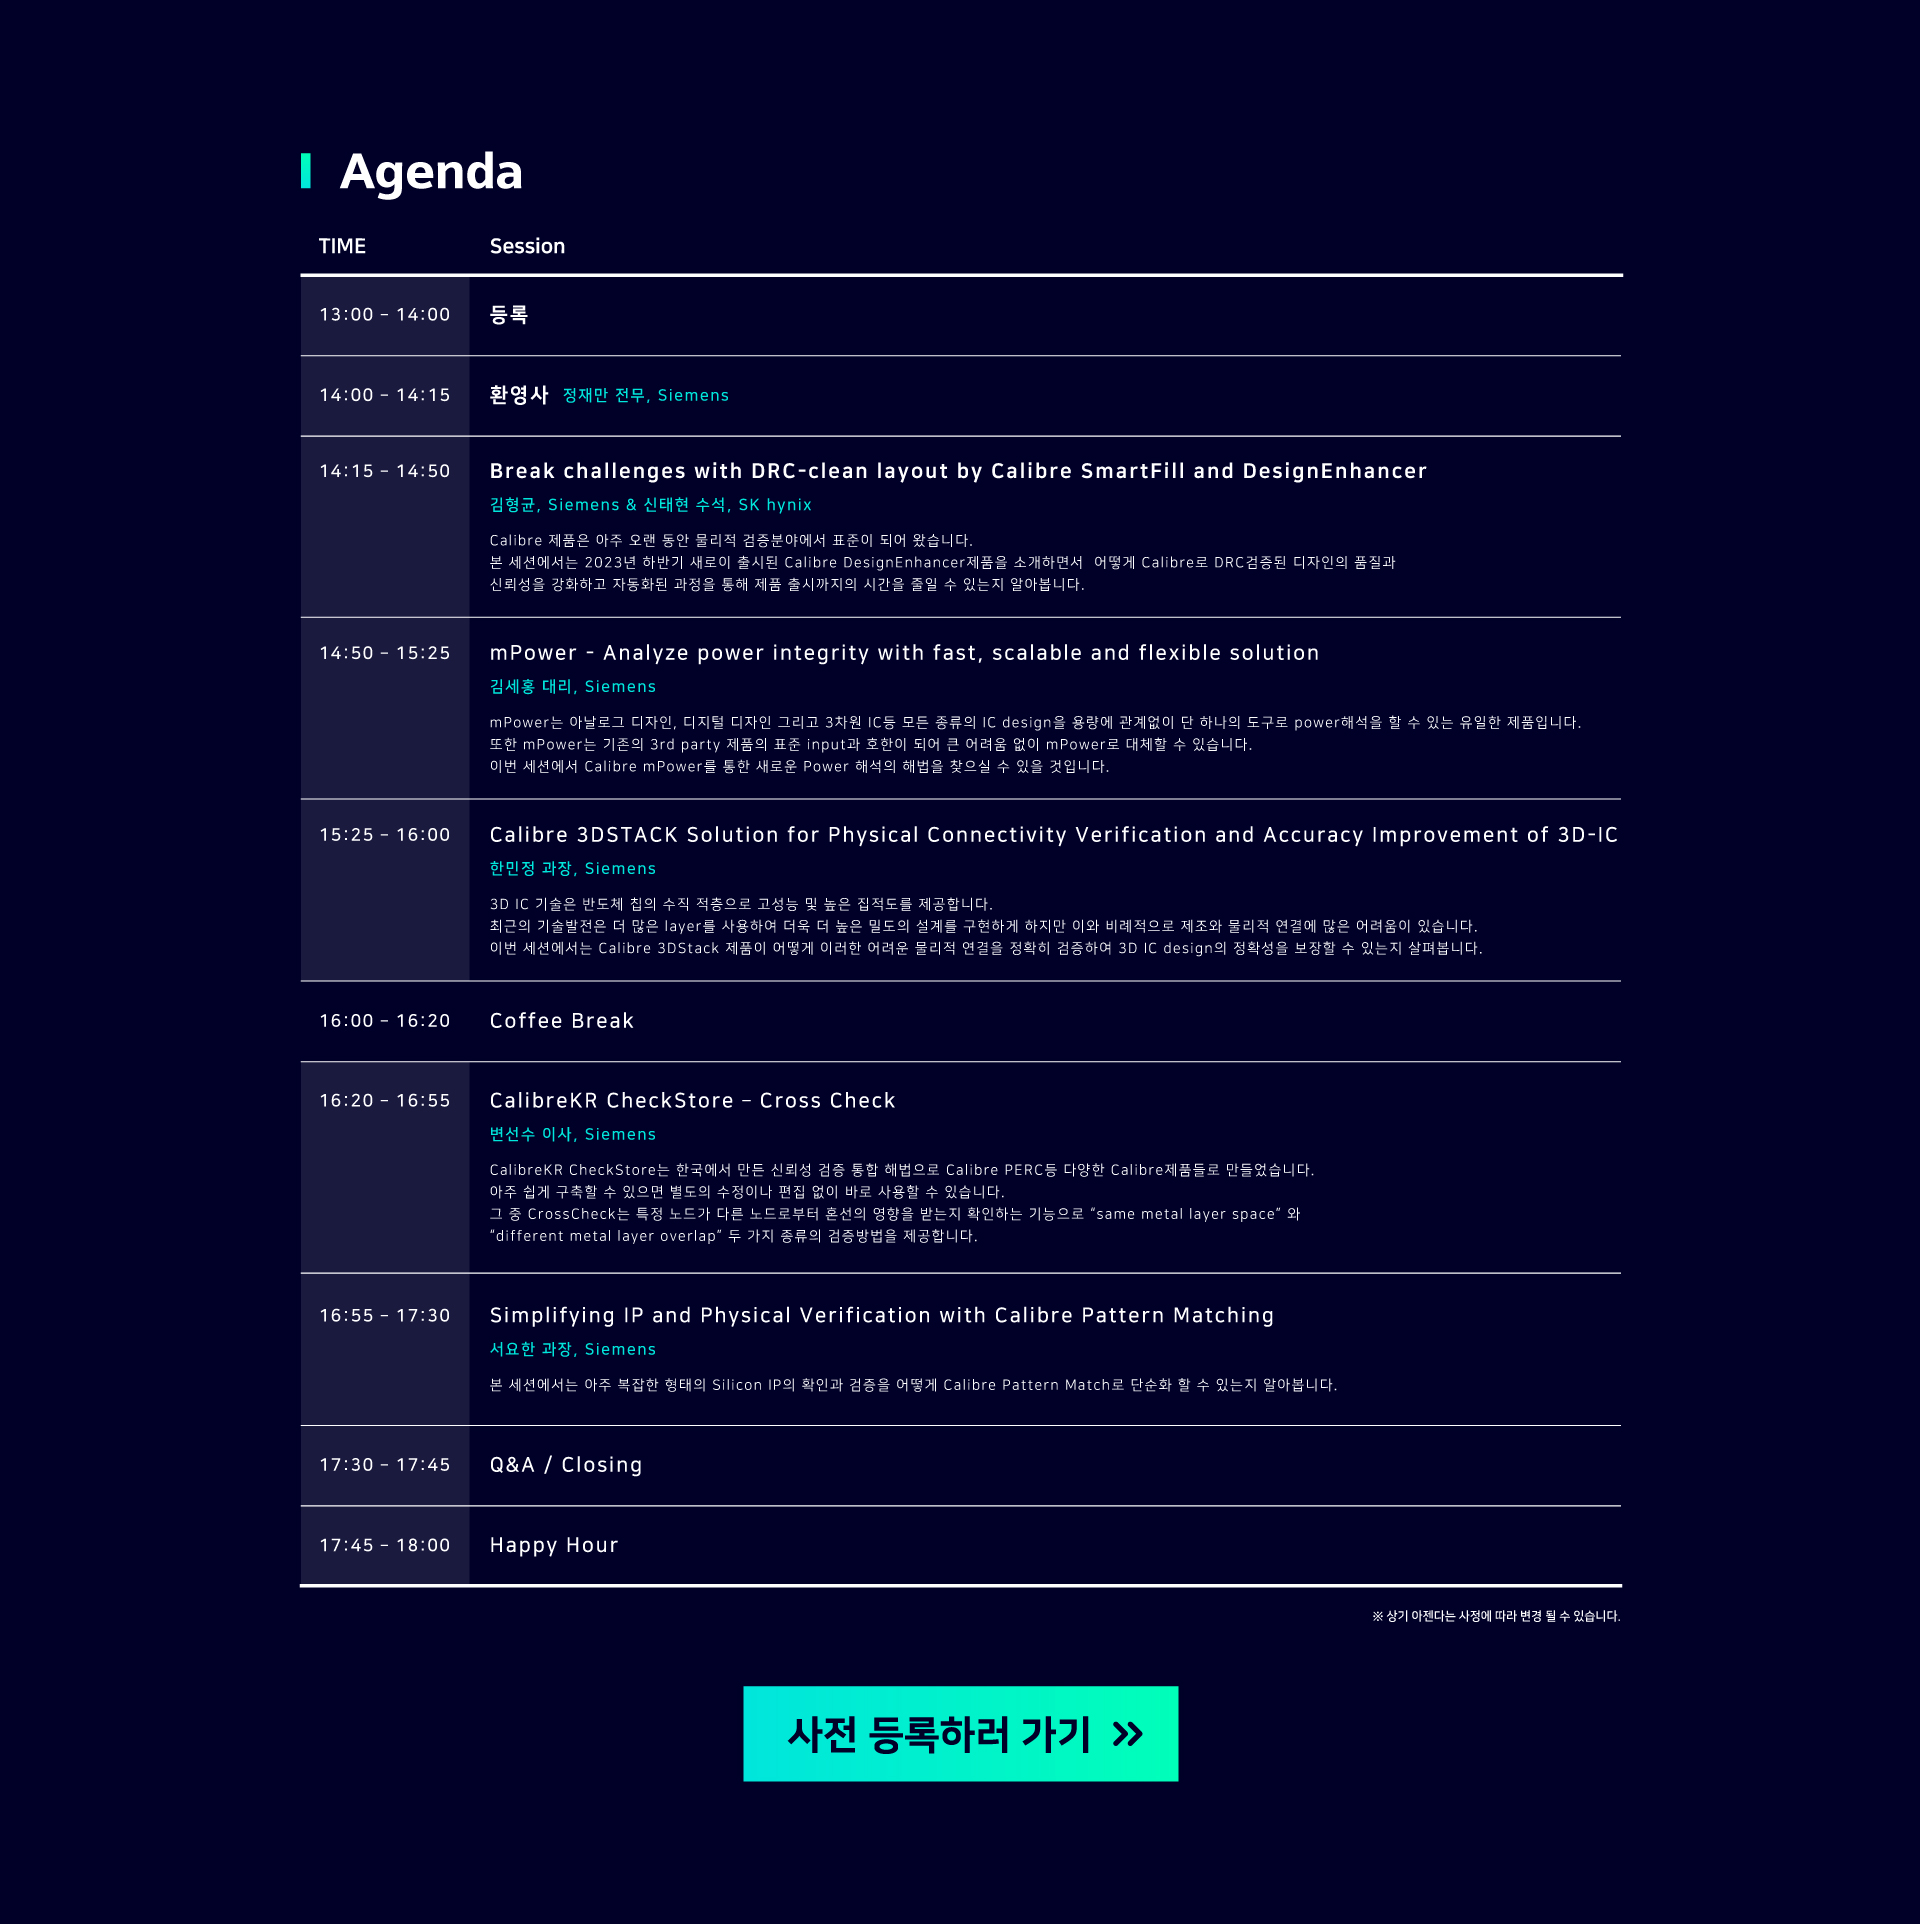 Agenda
TIME Session
13:00 – 14:00 등록
14:00 – 14:15 환영사 정재만 전무, Siemens
14:15 – 14:50 Break challenges with DRC-clean layout by Calibre SmartFill and DesignEnhancer
김형균, Siemens & 신태현 수석, SK hynix
Calibre 제품은 아주 오랜 동안 물리적 검증분야에서 표준이 되어 왔습니다.
본 세션에서는 2023년 하반기 새로이 출시된 Calibre DesignEnhancer제품을 소개하면서 어떻게 Calibre로 DRC검증된 디자인의 품질과
신뢰성을 강화하고 자동화된 과정을 통해 제품 출시까지의 시간을 줄일 수 있는지 알아봅니다.
14:50 – 15:25 mPower - Analyze power integrity with fast, scalable and flexible solution
김세홍 대리, Siemens
mPower는 아날로그 디자인, 디지털 디자인 그리고 3차원 IC등 모든 종류의 IC design을 용량에 관계없이 단 하나의 도구로 power해석을 할 수 있는 유일한 제품입니다.
또한 mPower는 기존의 3rd party 제품의 표준 input과 호한이 되어 큰 어려움 없이 mPower로 대체할 수 있습니다.
이번 세션에서 Calibre mPower를 통한 새로운 Power 해석의 해법을 찾으실 수 있을 것입니다.
15:25 – 16:00 Calibre 3DSTACK Solution for Physical Connectivity Verification and Accuracy Improvement of 3D-IC
한민정 과장, Siemens
3D IC 기술은 반도체 칩의 수직 적층으로 고성능 및 높은 집적도를 제공합니다.
최근의 기술발전은 더 많은 layer를 사용하여 더욱 더 높은 밀도의 설계를 구현하게 하지만 이와 비례적으로 제조와 물리적 연결에 많은 어려움이 있습니다.
이번 세션에서는 Calibre 3DStack 제품이 어떻게 이러한 어려운 물리적 연결을 정확히 검증하여 3D IC design의 정확성을 보장할 수 있는지 살펴봅니다.
16:00 – 16:20 Coffee Break
16:20 – 16:55 CalibreKR CheckStore – Cross Check
변선수 이사, Siemens
CalibreKR CheckStore는 한국에서 만든 신뢰성 검증 통합 해법으로 Calibre PERC등 다양한 Calibre제품들로 만들었습니다.
아주 쉽게 구축할 수 있으면 별도의 수정이나 편집 없이 바로 사용할 수 있습니다.
그 중 CrossCheck는 특정 노드가 다른 노드로부터 혼선의 영향을 받는지 확인하는 기능으로 “same metal layer space” 와
“different metal layer overlap” 두 가지 종류의 검증방법을 제공합니다.
16:55 – 17:30 Simplifying IP and Physical Verification with Calibre Pattern Matching
서요한 과장, Siemens
본 세션에서는 아주 복잡한 형태의 Silicon IP의 확인과 검증을 어떻게 Calibre Pattern Match로 단순화 할 수 있는지 알아봅니다.
17:30 – 17:45 Q&A / Closing
17:45 – 18:00 Happy Hour
※ 상기 아젠다는 사정에 따라 변경 될 수 있습니다.
사전 등록하러 가기 »